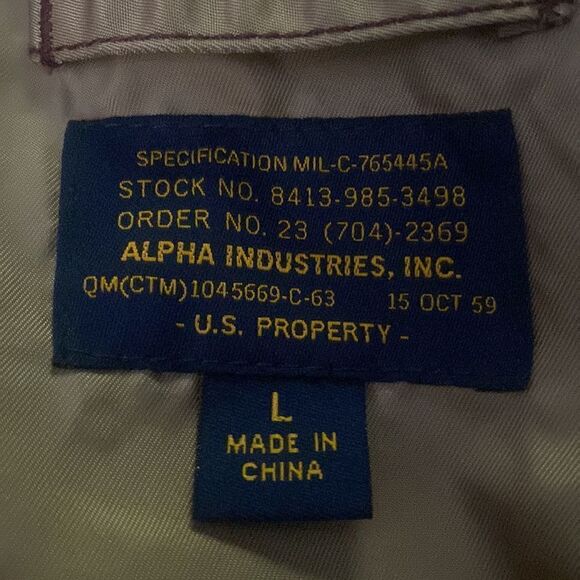 SPECIFICATION MIL-C-765445A
STOCK NO. 8413-985-3498
ORDER NO. 23 (704)-2369
ALPHA INDUSTRIES, INC.
QM(CTM)1045669-C-63 15 OCT 59
- U.S. PROPERTY -
L
MADE IN
CHINA